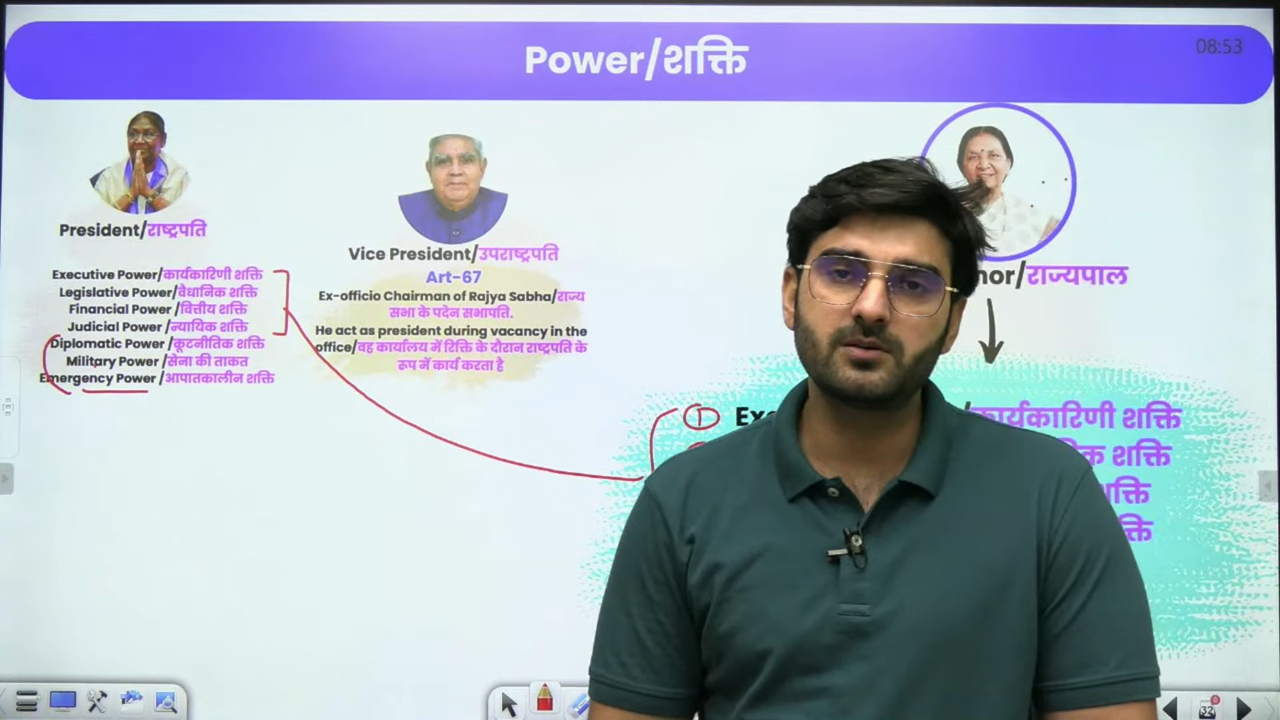 Power/शक्ति
08:53
President/राष्ट्रपति
Executive Power/कार्यकारिणी शक्ति
Legislative Power/वैधानिक शक्ति
Financial Power /वित्तीय शक्ति
Judicial Power /न्यायिक शक्ति
Diplomatic Power /कूटनीतिक शक्ति
Military Power /सेना की ताकत
Emergency Power /आपातकालीन शक्ति
Vice President/उपराष्ट्रपति
Art-67
Ex-officio Chairman of Rajya Sabha/राज्य
सभा के पदेन सभापति.
He act as president during vacancy in the
office/वह कार्यालय में रिक्ति के दौरान राष्ट्रपति के
रूप में कार्य करता है
/राज्यपाल
1 /कार्यकारिणी शक्ति
शक्ति
32